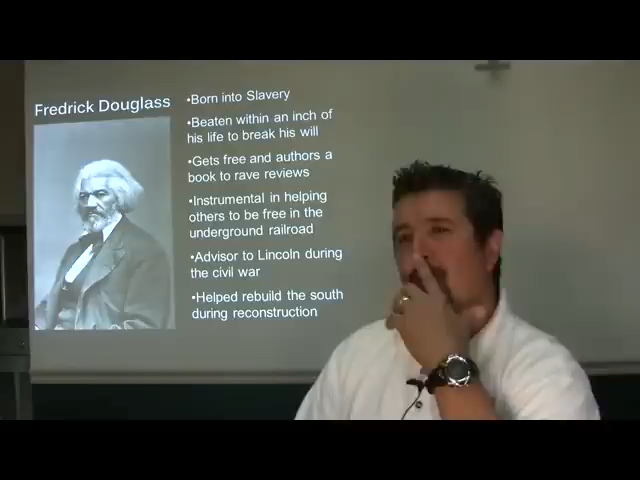 Fredrick Douglass
•Born into Slavery
•Beaten within an inch of
his life to break his will
•Gets free and authors a
book to rave reviews
•Instrumental in helping
others to be free in the
underground railroad
•Advisor to Lincoln during
the civil war
•Helped rebuild the south
during reconstruction